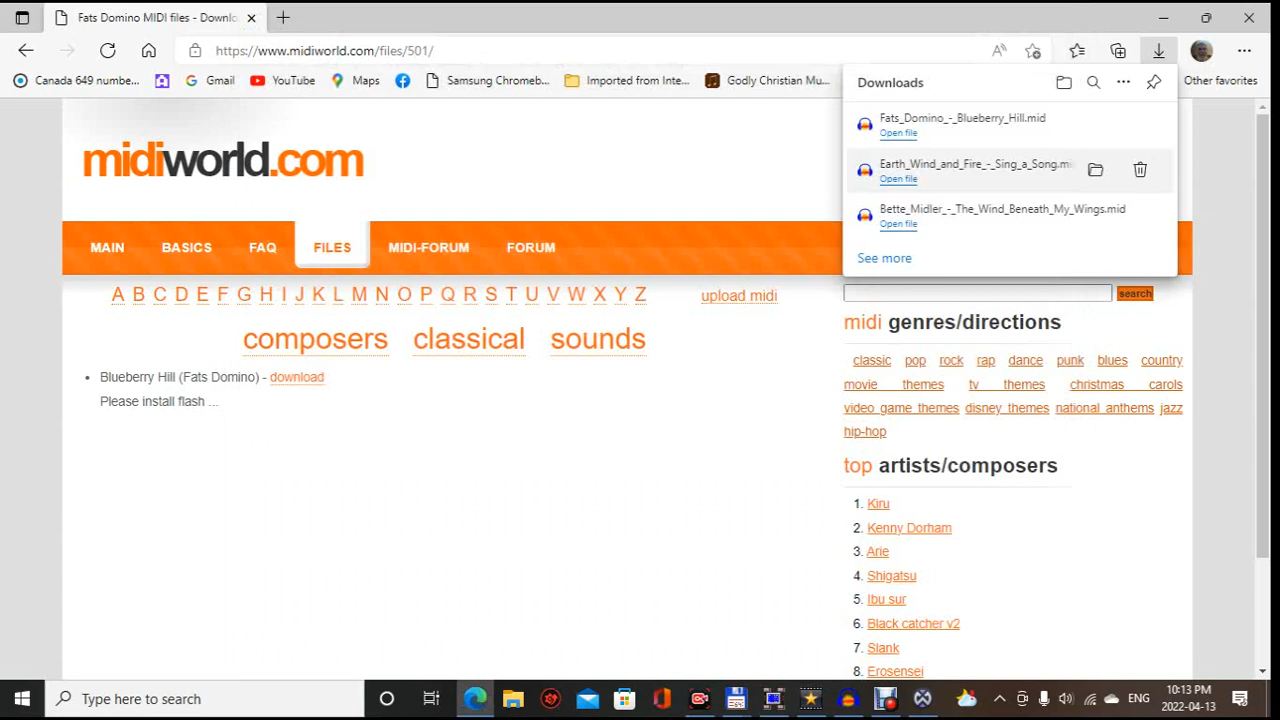 Fats Domino MIDI files - Downlo
https://www.midiworld.com/files/501/
Canada 649 numbe...
Gmail
YouTube
Maps
Samsung Chromeb...
Imported from Inte...
Godly Christian Mu...
Other favorites
Downloads
Fats_Domino_-_Blueberry_Hill.mid
Open file
Earth_Wind_and_Fire_-_Sing_a_Song.mi
Open file
Bette_Midler_-_The_Wind_Beneath_My_Wings.mid
Open file
See more
midiworld.com
MAIN BASICS FAQ FILES MIDI-FORUM FORUM
A B C D E F G H I J K L M N O P Q R S T U V W X Y Z
upload midi
search
composers classical sounds
Blueberry Hill (Fats Domino) - download
Please install flash ...
midi genres/directions
classic pop rock rap dance punk blues country
movie themes tv themes christmas carols
video game themes disney themes national anthems jazz
hip-hop
top artists/composers
1. Kiru
2. Kenny Dorham
3. Arie
4. Shigatsu
5. Ibu sur
6. Black catcher v2
7. Slank
8. Erosensei
Type here to search
ENG
10:13 PM
2022-04-13